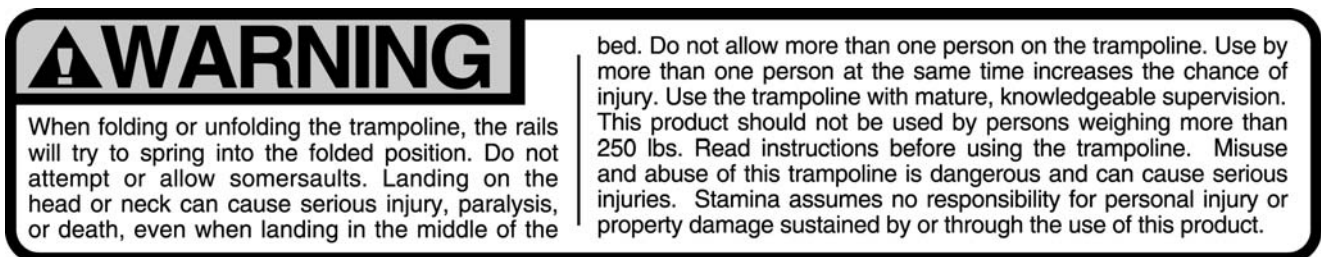 WARNING
When folding or unfolding the trampoline, the rails
will try to spring into the folded position. Do not
attempt or allow somersaults. Landing on the
head or neck can cause serious injury, paralysis,
or death, even when landing in the middle of the
bed. Do not allow more than one person on the trampoline. Use by
more than one person at the same time increases the chance of
injury. Use the trampoline with mature, knowledgeable supervision.
This product should not be used by persons weighing more than
250 lbs. Read instructions before using the trampoline. Misuse
and abuse of this trampoline is dangerous and can cause serious
injuries. Stamina assumes no responsibility for personal injury or
property damage sustained by or through the use of this product.